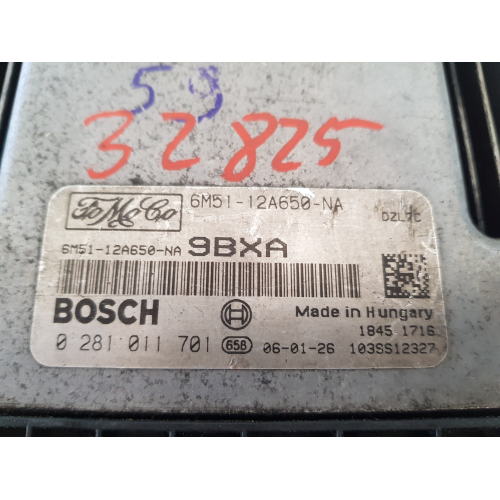 59
32825
FoMoCo 6M51-12A650-NA
6M51-12A650-NA 9BXA
BOSCH Made in Hungary
1845 1716
0 281 011 701 658 06-01-26 103SS12327